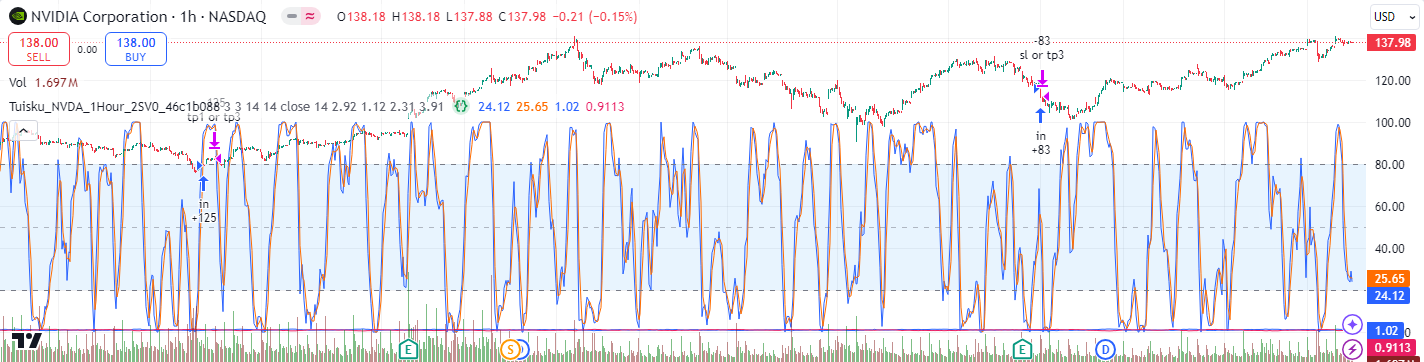 NVIDIA Corporation · 1h · NASDAQ O138.18 H138.18 L137.88 C137.98 −0.21 (−0.15%) USD
138.00 SELL 0.00 138.00 BUY
137.98
-83
sl or tp3
Vol 1.697M
120.00
Tuisku_NVDA_1Hour_2SV0_46c1b088 3 3 14 14 close 14 2.92 1.12 2.31 3.91 24.12 25.65 1.02 0.9113
tp1 or tp3
100.00
in
+83
80.00
in
+125
60.00
40.00
25.65
24.12
1.02
0.9113
E S E D